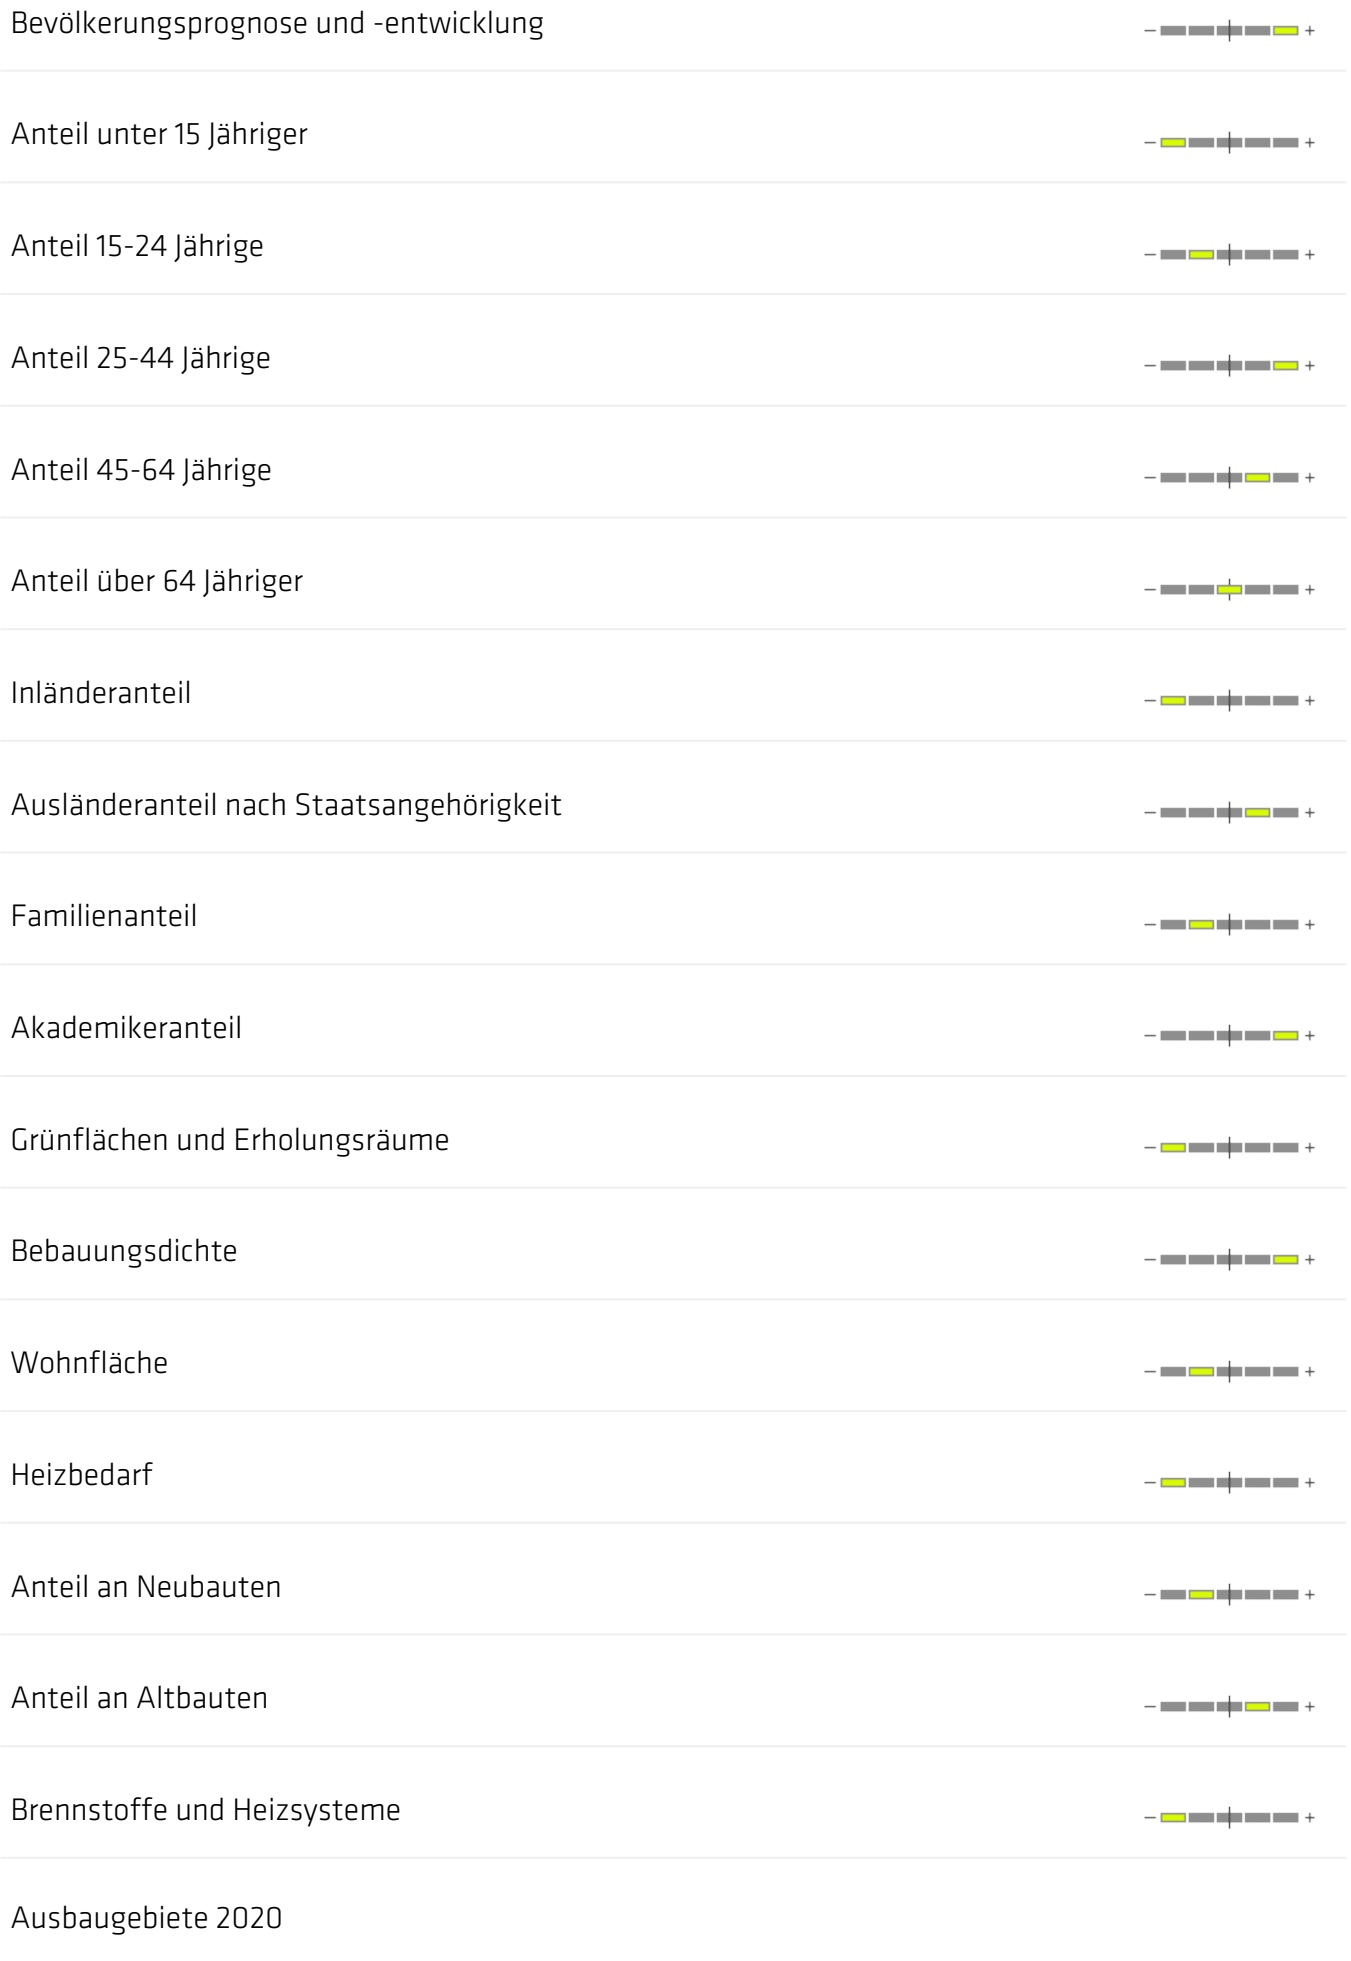 Bevölkerungsprognose und -entwicklung
− +
Anteil unter 15 Jähriger
− +
Anteil 15-24 Jährige
− +
Anteil 25-44 Jährige
− +
Anteil 45-64 Jährige
− +
Anteil über 64 Jähriger
− +
Inländeranteil
− +
Ausländeranteil nach Staatsangehörigkeit
− +
Familienanteil
− +
Akademikeranteil
− +
Grünflächen und Erholungsräume
− +
Bebauungsdichte
− +
Wohnfläche
− +
Heizbedarf
− +
Anteil an Neubauten
− +
Anteil an Altbauten
− +
Brennstoffe und Heizsysteme
− +
Ausbaugebiete 2020